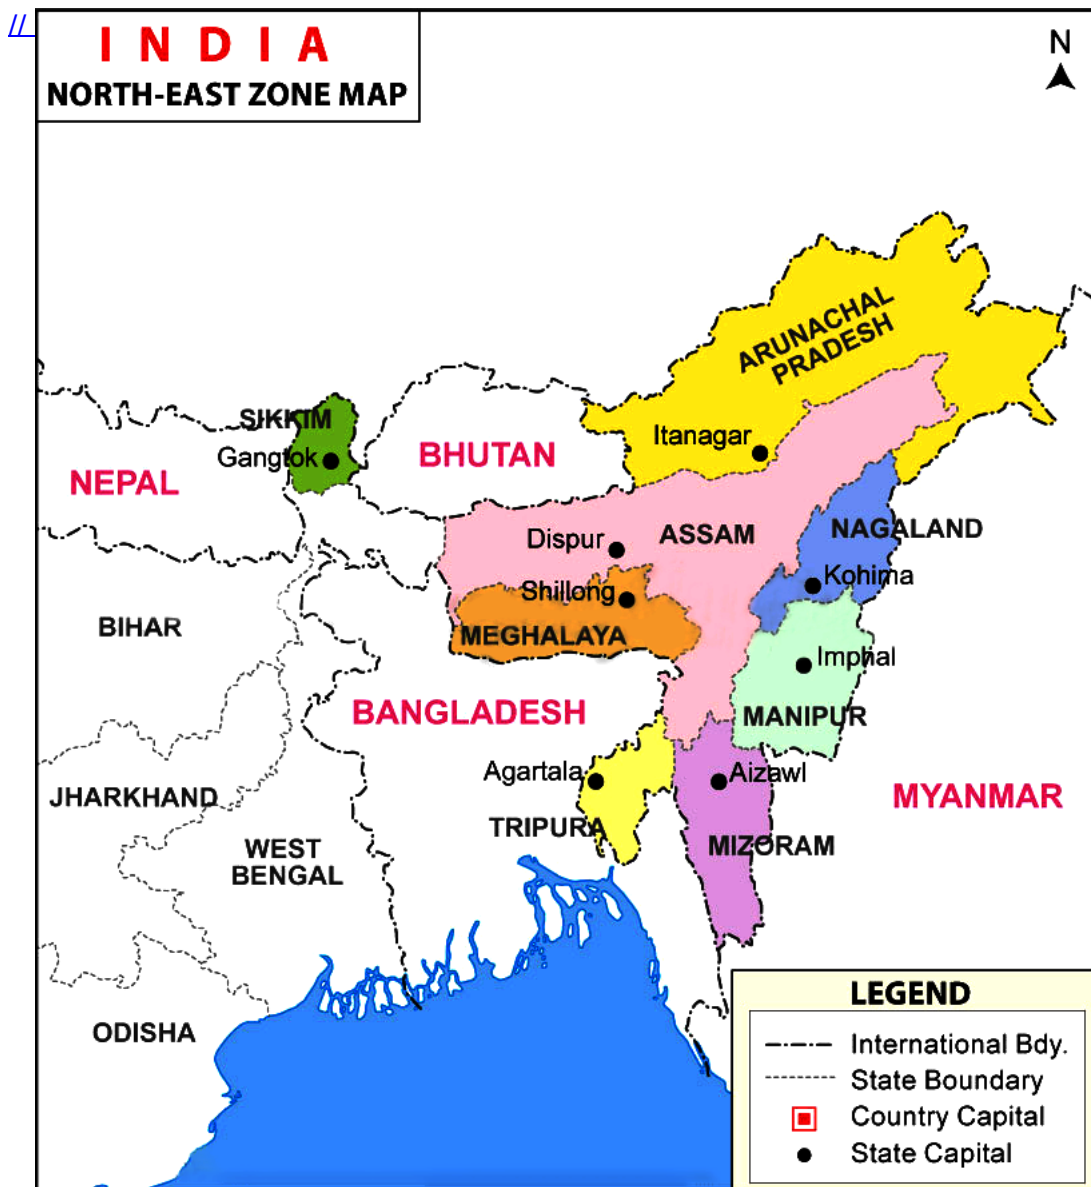 //
INDIA
NORTH-EAST ZONE MAP
N
ARUNACHAL
PRADESH
SIKKIM
Gangtok
Itanagar
BHUTAN
NEPAL
Dispur
ASSAM
NAGALAND
Shillong
Kohima
BIHAR
MEGHALAYA
Imphal
BANGLADESH
MANIPUR
Agartala
Aizawl
JHARKHAND
MYANMAR
TRIPURA
WEST
BENGAL
MIZORAM
ODISHA
LEGEND
International Bdy.
State Boundary
Country Capital
State Capital